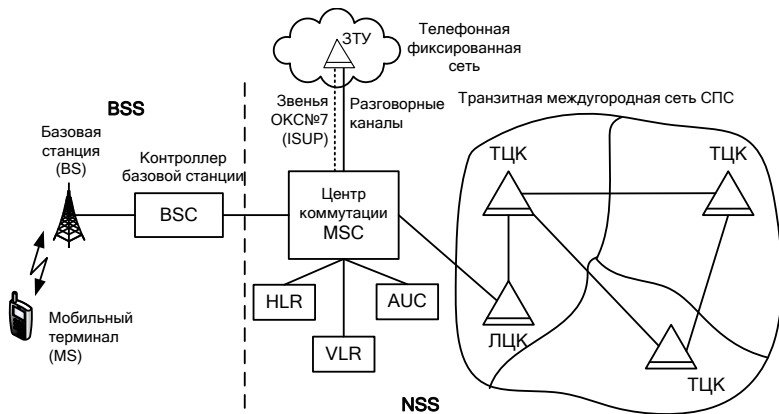 ЗТУ
Телефонная
фиксированная
сеть
Звенья
ОКС№7
(ISUP)
Разговорные
каналы
Транзитная междугородная сеть СПС
BSS
Базовая
станция
(BS)
Контроллер
базовой станции
BSC
Центр
коммутации
MSC
ТЦК
ТЦК
HLR
AUC
VLR
ЛЦК
ТЦК
Мобильный
терминал
(MS)
NSS